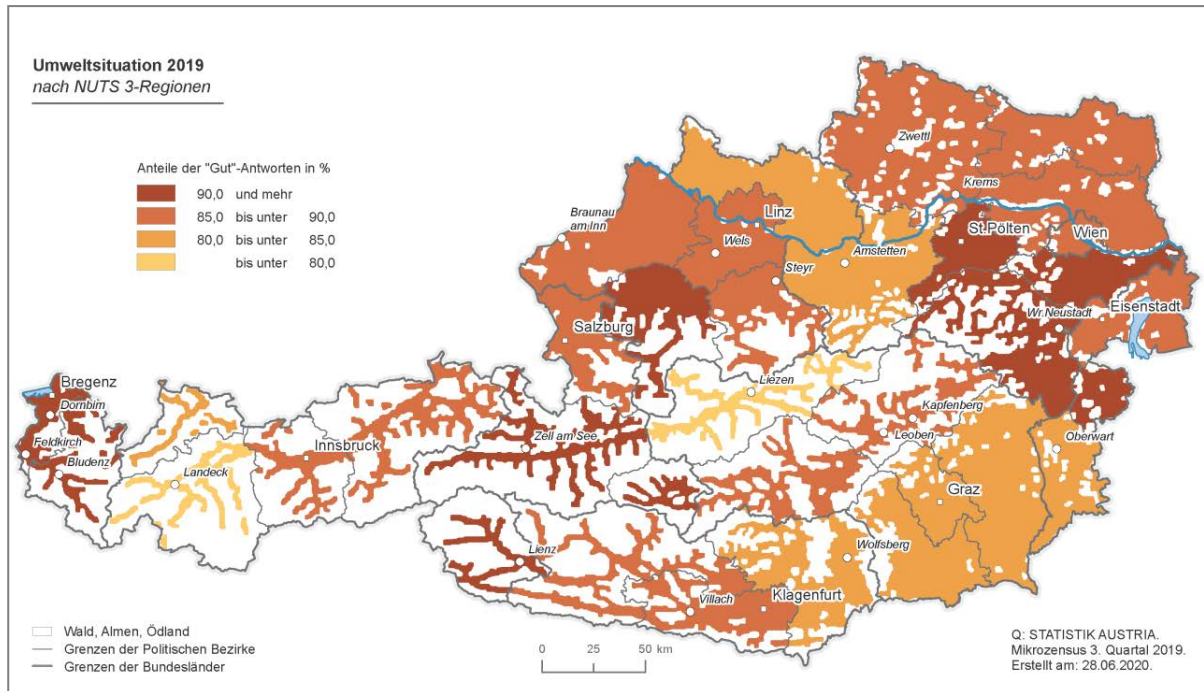 Umweltsituation 2019
nach NUTS 3-Regionen
Anteile der "Gut"-Antworten in %
90,0 und mehr
85,0 bis unter 90,0
80,0 bis unter 85,0
bis unter 80,0
Zwettl
Krems
Linz
Braunau
am Inn
St.Pölten
Wien
Wels
Amstetten
Steyr
Eisenstadt
Wr.Neustadt
Salzburg
Bregenz
Dornbirn
Liezen
Kapfenberg
Feldkirch
Innsbruck
Zell am See
Leoben
Oberwart
Bludenz
Landeck
Graz
Lienz
Wolfsberg
Villach
Klagenfurt
Wald, Almen, Ödland
Grenzen der Politischen Bezirke
Grenzen der Bundesländer
0 25 50 km
Q: STATISTIK AUSTRIA.
Mikrozensus 3. Quartal 2019.
Erstellt am: 28.06.2020.